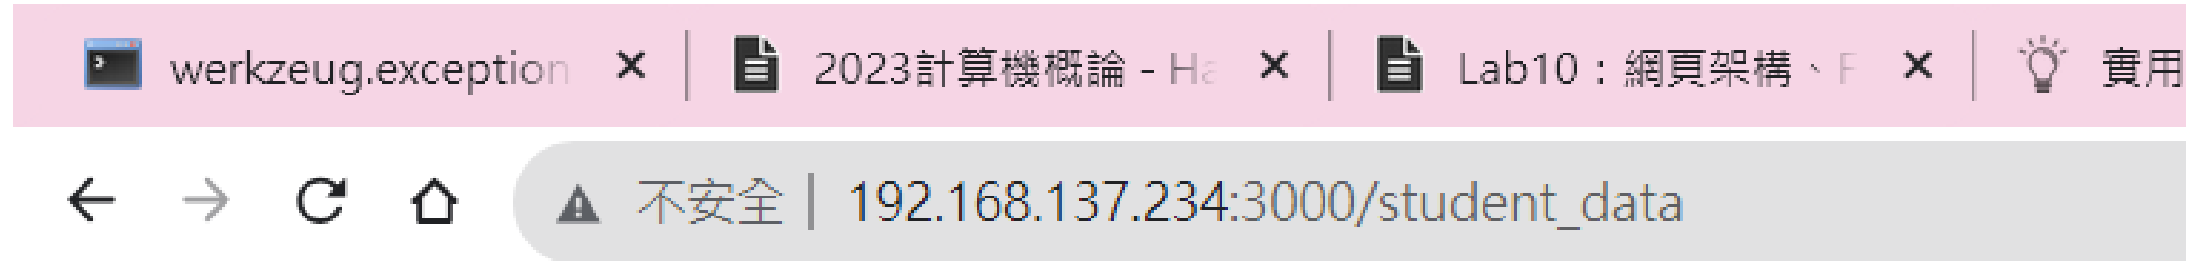 werkzeug.exception 2023計算機概論 - Ha Lab10：網頁架構、F 實用
不安全 192.168.137.234:3000/student_data